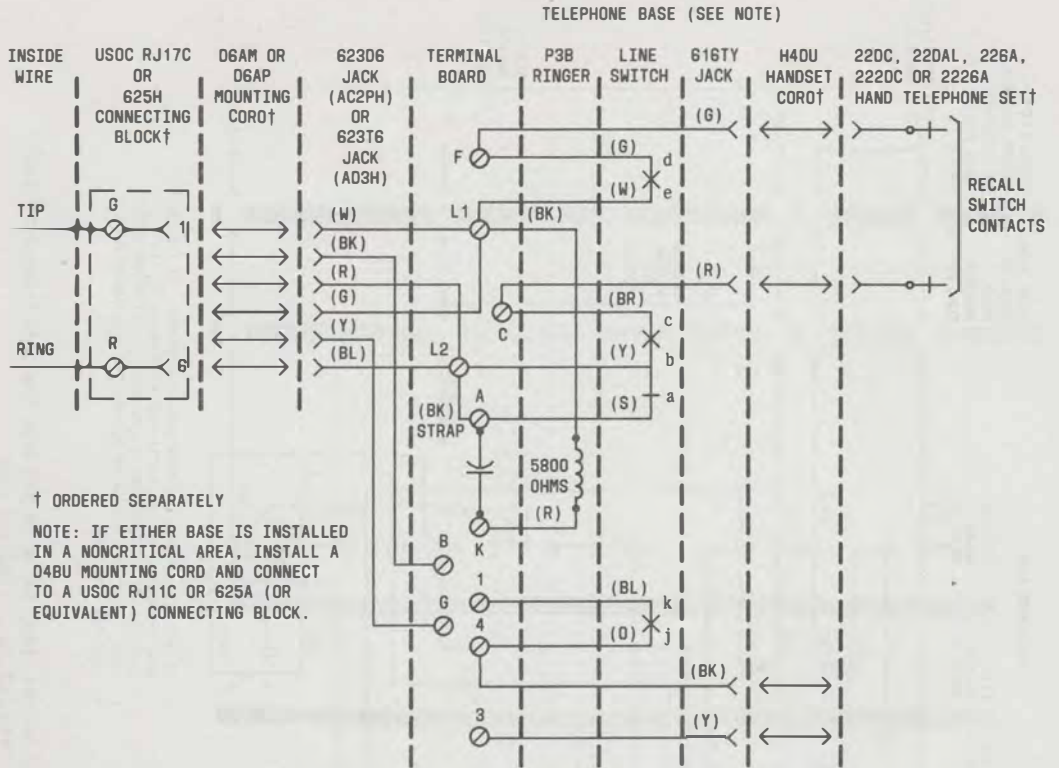 TELEPHONE BASE (SEE NOTE)
INSIDE
WIRE
USOC RJ17C
OR
625H
CONNECTING
BLOCK†
D6AM OR
D6AP
MOUNTING
CORD†
623D6
JACK
(AC2PH)
OR
623T6
JACK
(AD3H)
TERMINAL
BOARD
P3B
RINGER
LINE
SWITCH
616TY
JACK
H4DU
HANDSET
CORD†
22DC, 22DAL, 226A,
222DC OR 2226A
HAND TELEPHONE SET†
(G)
F
(G)
d
(W)
e
RECALL
SWITCH
CONTACTS
TIP
G
1
(W)
L1
(BK)
(BK)
(R)
(R)
(G)
(BR)
C
c
(Y)
RING
R
6
(BL)
L2
(Y)
b
A
(S)
a
(BK)
STRAP
5800
OHMS
(R)
K
† ORDERED SEPARATELY
NOTE: IF EITHER BASE IS INSTALLED
IN A NONCRITICAL AREA, INSTALL A
D4BU MOUNTING CORD AND CONNECT
TO A USOC RJ11C OR 625A (OR
EQUIVALENT) CONNECTING BLOCK.
B
1
(BL)
k
G
4
(O)
j
(BK)
3
(Y)